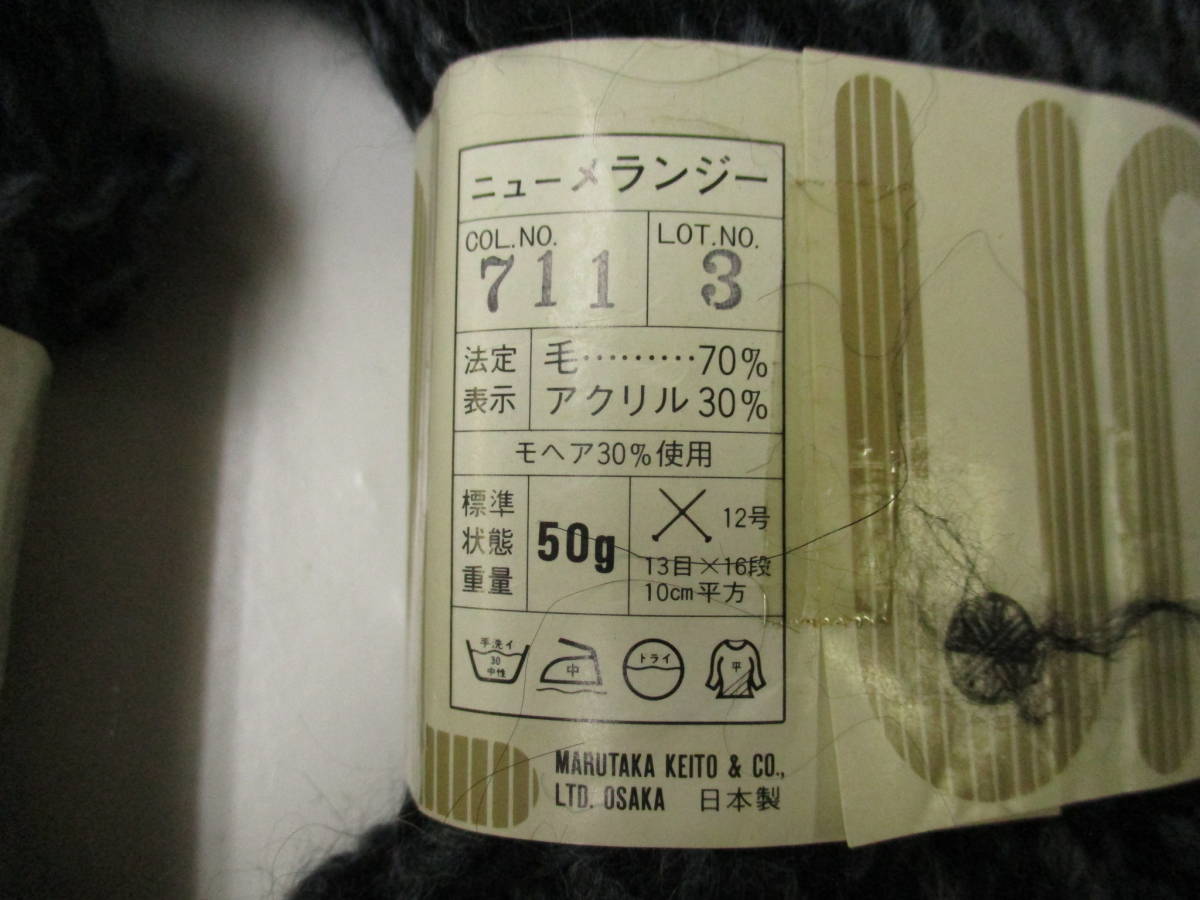 ニューメランジー
COL.NO.
711
LOT.NO.
3
法定
表示
毛………70%
アクリル30%
モヘア30%使用
標準
状態
重量
50g
12号
13目×16段
10cm平方
手洗イ
30
中性
中
ドライ
平
MARUTAKA KEITO & CO.,
LTD. OSAKA 日本製